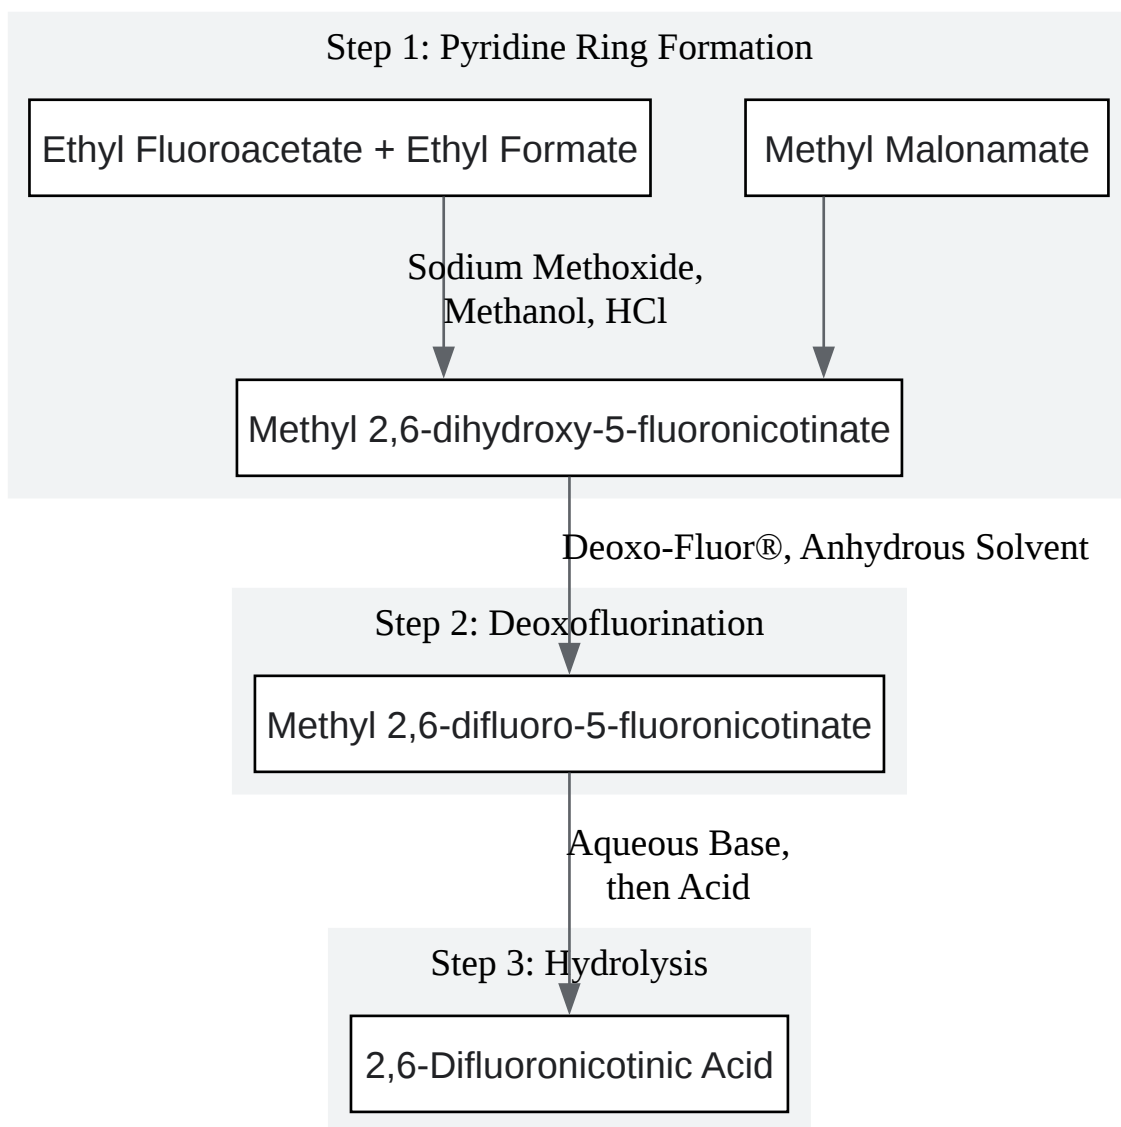 Step 1: Pyridine Ring Formation
Ethyl Fluoroacetate + Ethyl Formate
Methyl Malonamate
Sodium Methoxide,
Methanol, HCl
Methyl 2,6-dihydroxy-5-fluoronicotinate
Deoxo-Fluor®, Anhydrous Solvent
Step 2: Deoxofluorination
Methyl 2,6-difluoro-5-fluoronicotinate
Aqueous Base,
then Acid
Step 3: Hydrolysis
2,6-Difluoronicotinic Acid